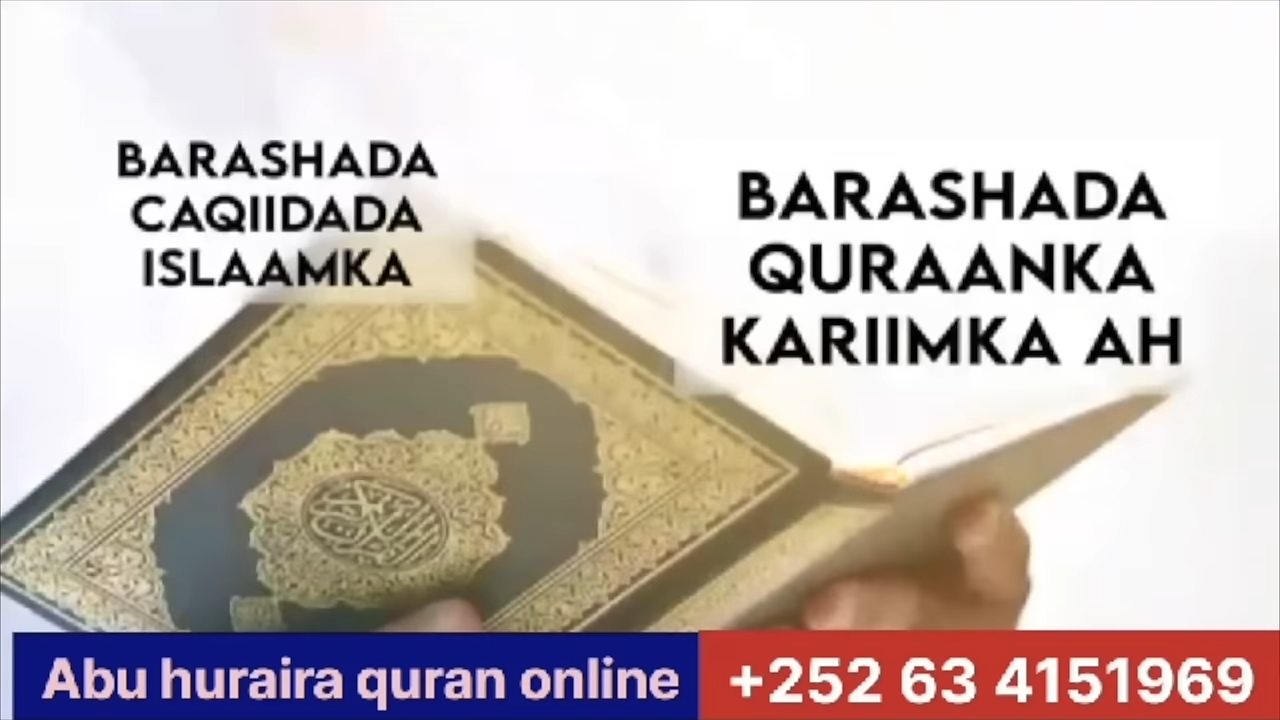 BARASHADA
CAQIIDADA
ISLAAMKA
BARASHADA
QURAANKA
KARIIMKA AH
Abu huraira quran online
+252 63 4151969